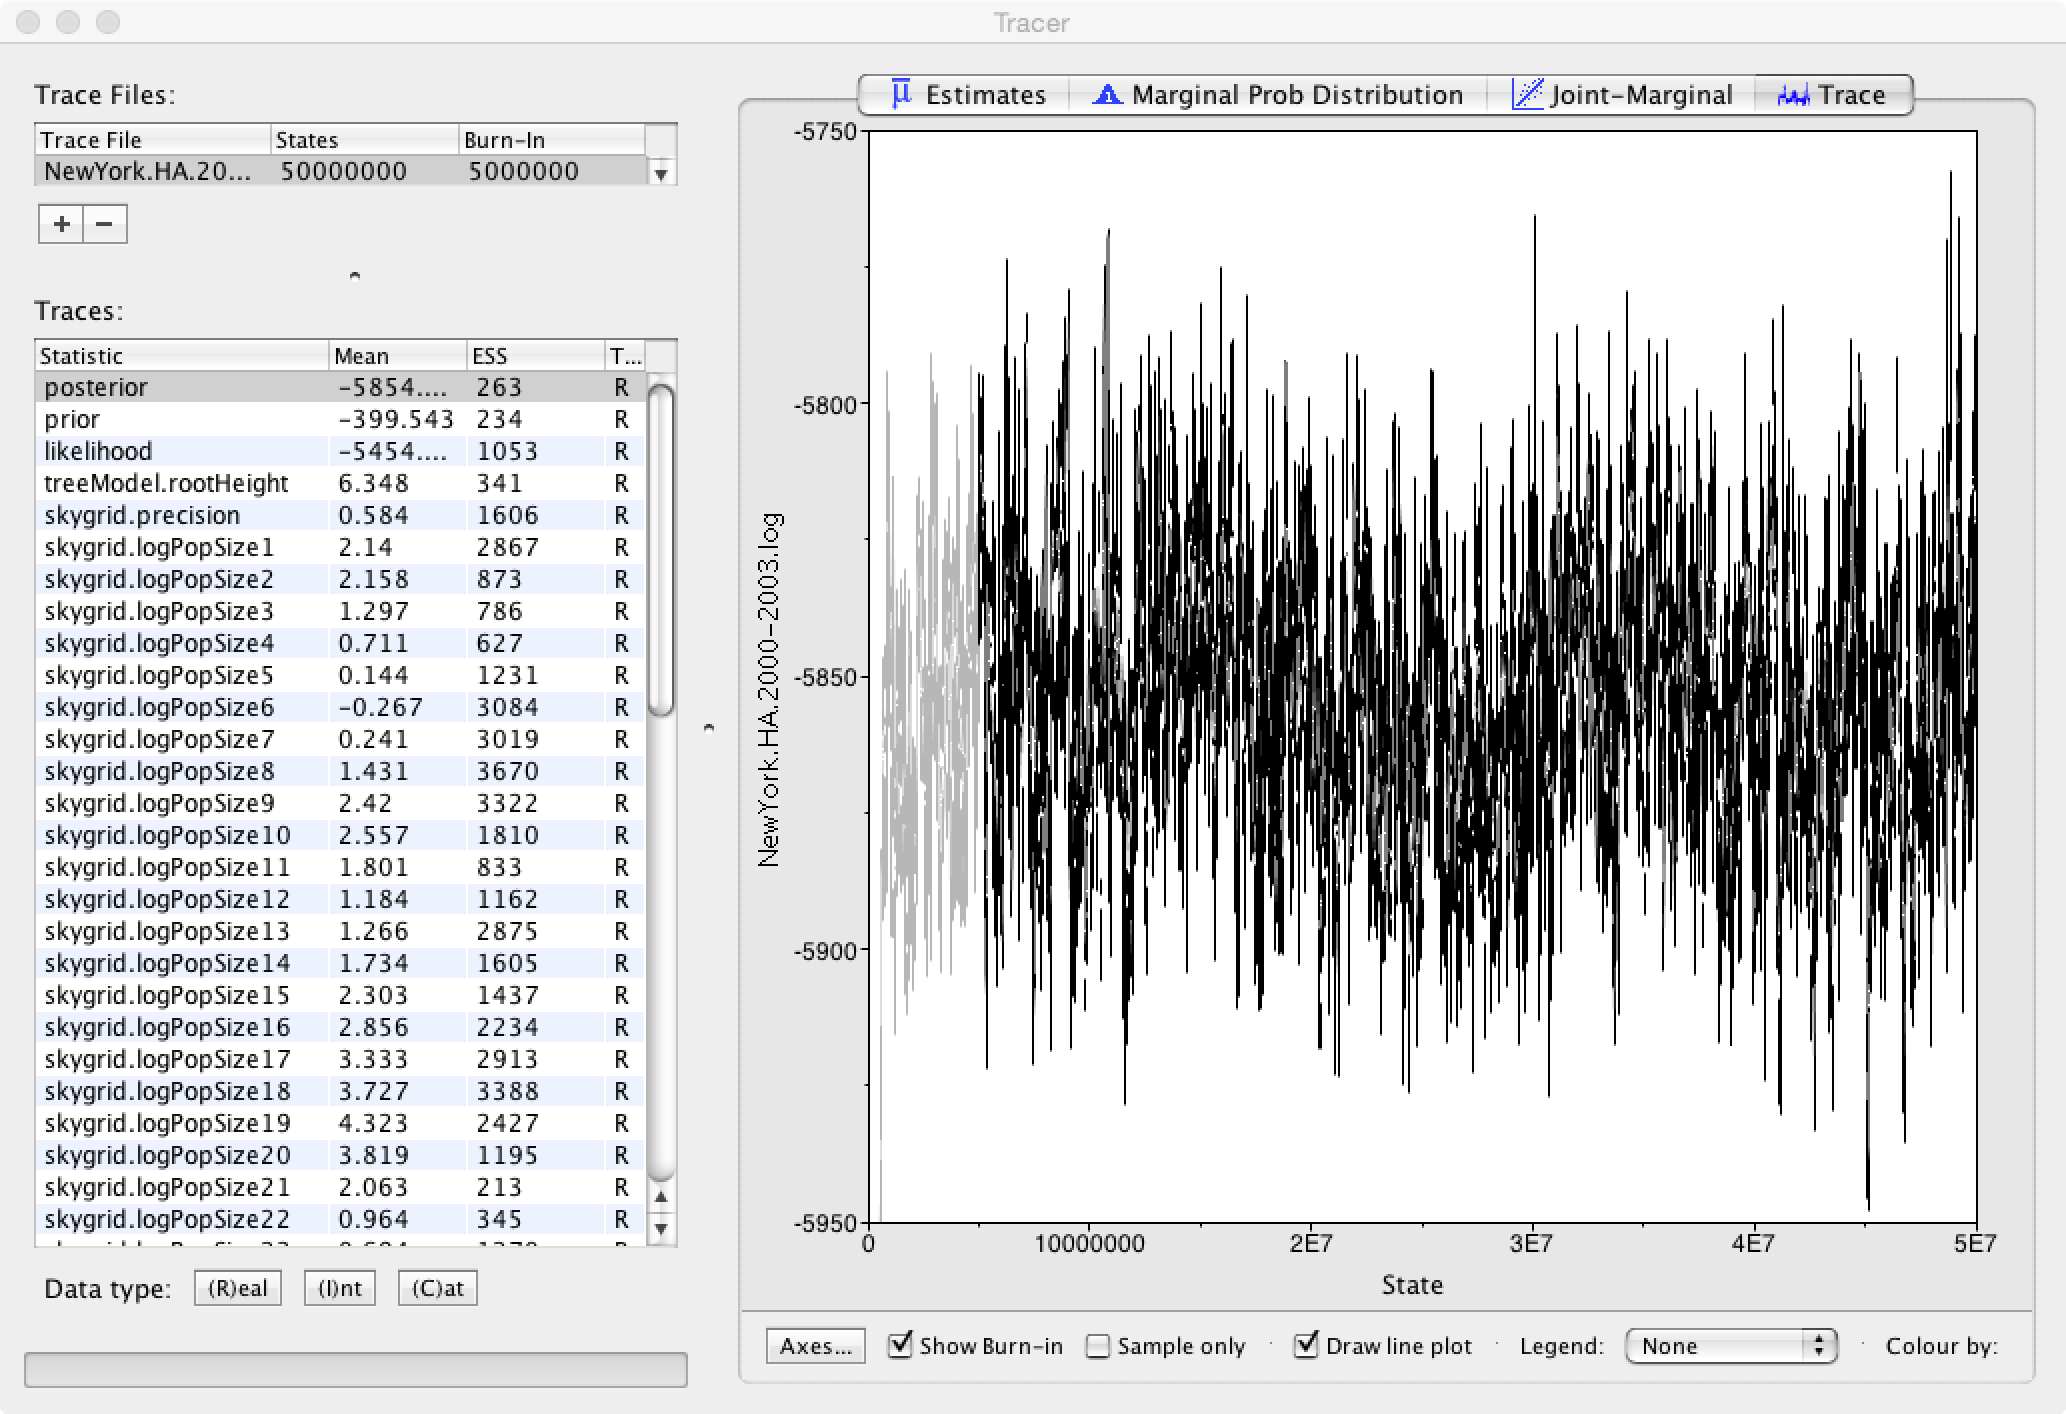 Tracer
Trace Files:
Trace File States Burn-In
NewYork.HA.20... 50000000 5000000
+ −
Traces:
Statistic Mean ESS T...
posterior -5854.... 263 R
prior -399.543 234 R
likelihood -5454.... 1053 R
treeModel.rootHeight 6.348 341 R
skygrid.precision 0.584 1606 R
skygrid.logPopSize1 2.14 2867 R
skygrid.logPopSize2 2.158 873 R
skygrid.logPopSize3 1.297 786 R
skygrid.logPopSize4 0.711 627 R
skygrid.logPopSize5 0.144 1231 R
skygrid.logPopSize6 -0.267 3084 R
skygrid.logPopSize7 0.241 3019 R
skygrid.logPopSize8 1.431 3670 R
skygrid.logPopSize9 2.42 3322 R
skygrid.logPopSize10 2.557 1810 R
skygrid.logPopSize11 1.801 833 R
skygrid.logPopSize12 1.184 1162 R
skygrid.logPopSize13 1.266 2875 R
skygrid.logPopSize14 1.734 1605 R
skygrid.logPopSize15 2.303 1437 R
skygrid.logPopSize16 2.856 2234 R
skygrid.logPopSize17 3.333 2913 R
skygrid.logPopSize18 3.727 3388 R
skygrid.logPopSize19 4.323 2427 R
skygrid.logPopSize20 3.819 1195 R
skygrid.logPopSize21 2.063 213 R
skygrid.logPopSize22 0.964 345 R
Data type: (R)eal (I)nt (C)at
μ Estimates Marginal Prob Distribution Joint-Marginal Trace
-5750
-5800
-5850
-5900
-5950
NewYork.HA.2000-2003.log
0 10000000 2E7 3E7 4E7 5E7
State
Axes... Show Burn-in Sample only Draw line plot Legend: None Colour by: